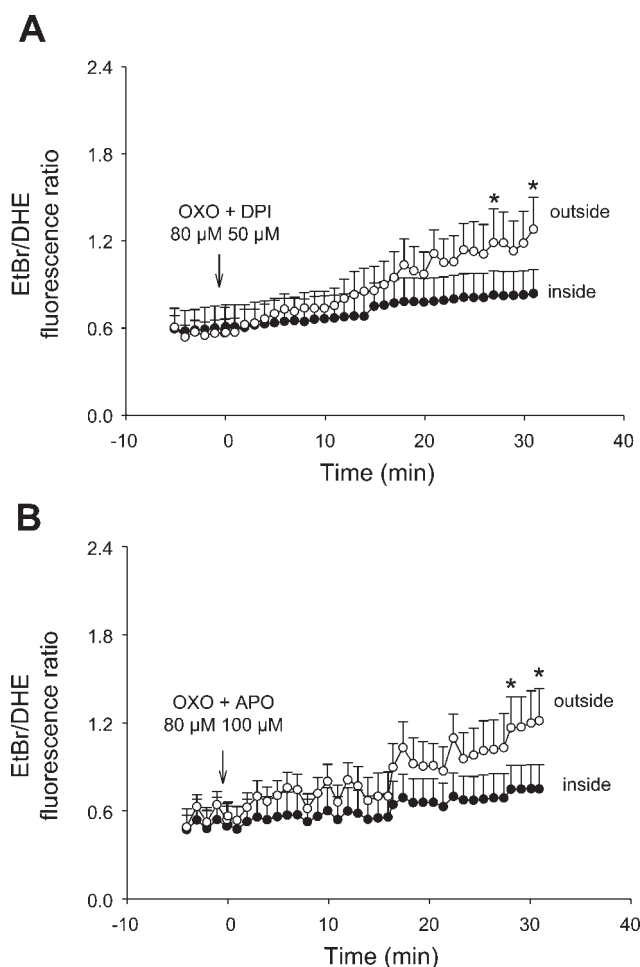 A
2.4
1.8
1.2
0.6
0.0
EtBr/DHE
fluorescence ratio
OXO + DPI
80 µM 50 µM
*
*
outside
inside
-10
0
10
20
30
40
Time (min)
B
2.4
1.8
1.2
0.6
0.0
EtBr/DHE
fluorescence ratio
OXO + APO
80 µM 100 µM
*
*
outside
inside
-10
0
10
20
30
40
Time (min)